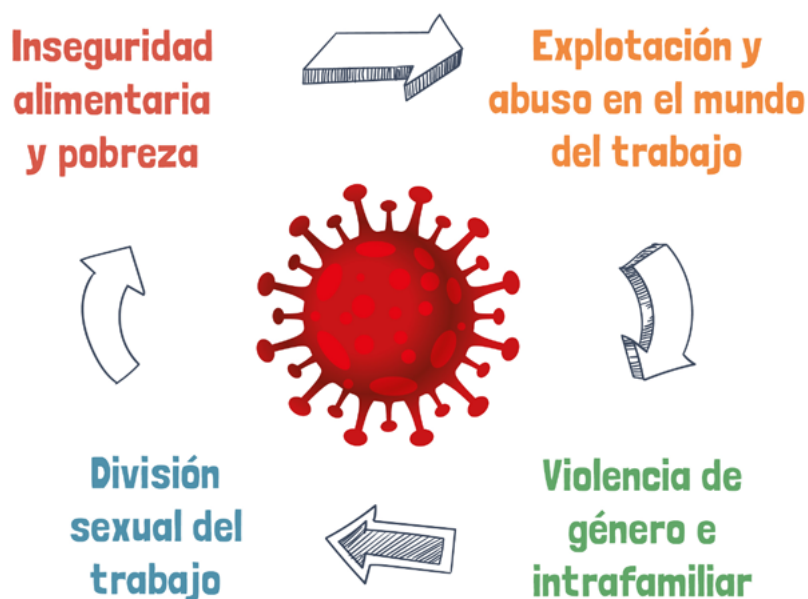 Inseguridad
alimentaria
y pobreza
Explotación y
abuso en el mundo
del trabajo
División
sexual del
trabajo
Violencia de
género e
intrafamiliar